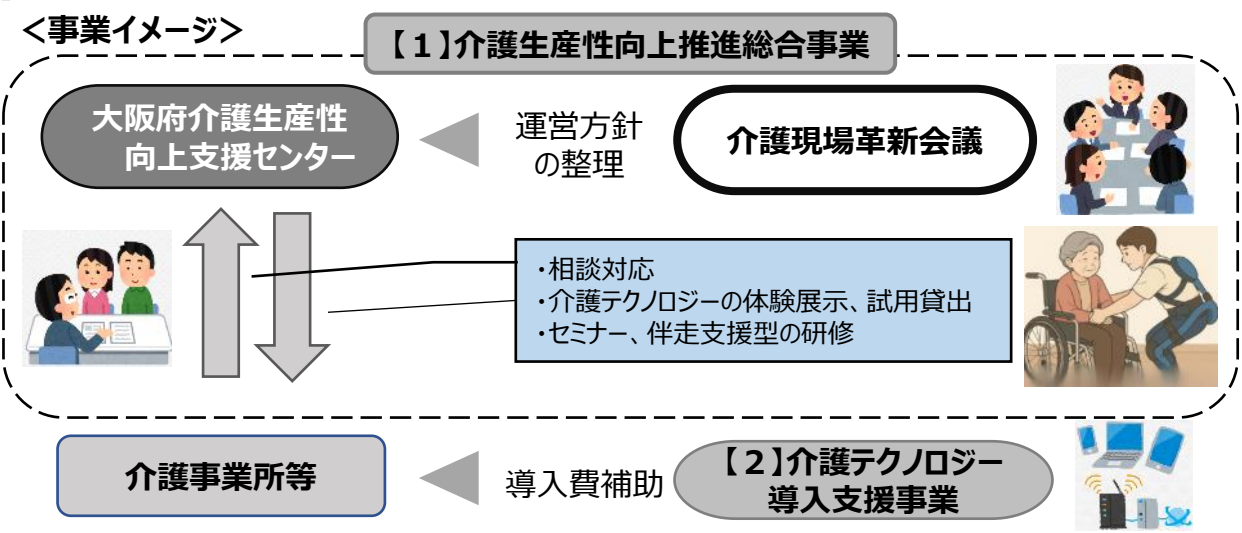 ＜事業イメージ＞
【１】介護生産性向上推進総合事業
大阪府介護生産性
向上支援センター
運営方針
の整理
介護現場革新会議
・相談対応
・介護テクノロジーの体験展示、試用貸出
・セミナー、伴走支援型の研修
介護事業所等
導入費補助
【２】介護テクノロジー
導入支援事業